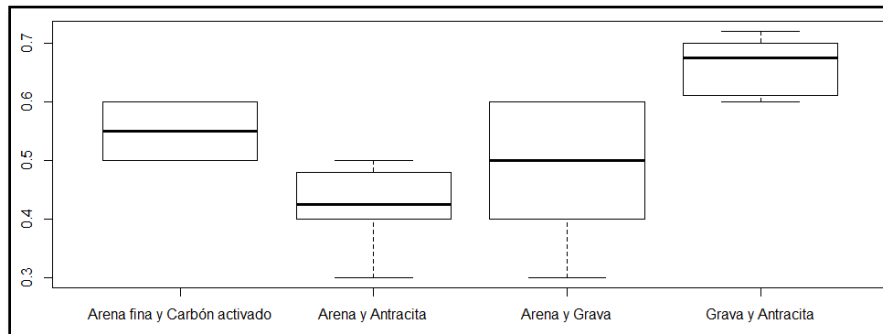 0.7
0.6
0.5
0.4
0.3
Arena fina y Carbón activado
Arena y Antracita
Arena y Grava
Grava y Antracita